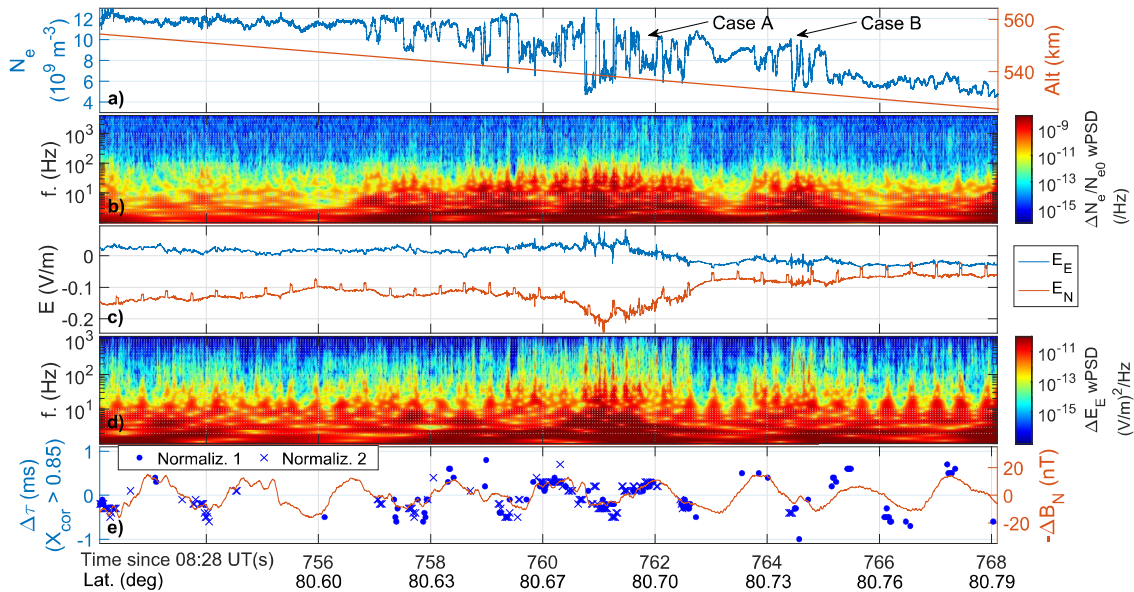 12
10
8
6
4
N_e
(10^9 m^-3)
a)
Case A
Case B
560
540
Alt (km)
10^3
10^2
10^1
f. (Hz)
b)
10^-9
10^-11
10^-13
10^-15
ΔN_e/N_e0 wPSD
(/Hz)
0
-0.1
-0.2
E (V/m)
c)
E_E
E_N
10^3
10^2
10^1
f. (Hz)
d)
10^-11
10^-13
10^-15
ΔE_E wPSD
(V/m)^2/Hz
1
0
-1
Δτ (ms)
(X_cor > 0.85)
e)
Normaliz. 1
Normaliz. 2
20
0
-20
-ΔB_N (nT)
Time since 08:28 UT(s) 756 758 760 762 764 766 768
Lat. (deg) 80.60 80.63 80.67 80.70 80.73 80.76 80.79